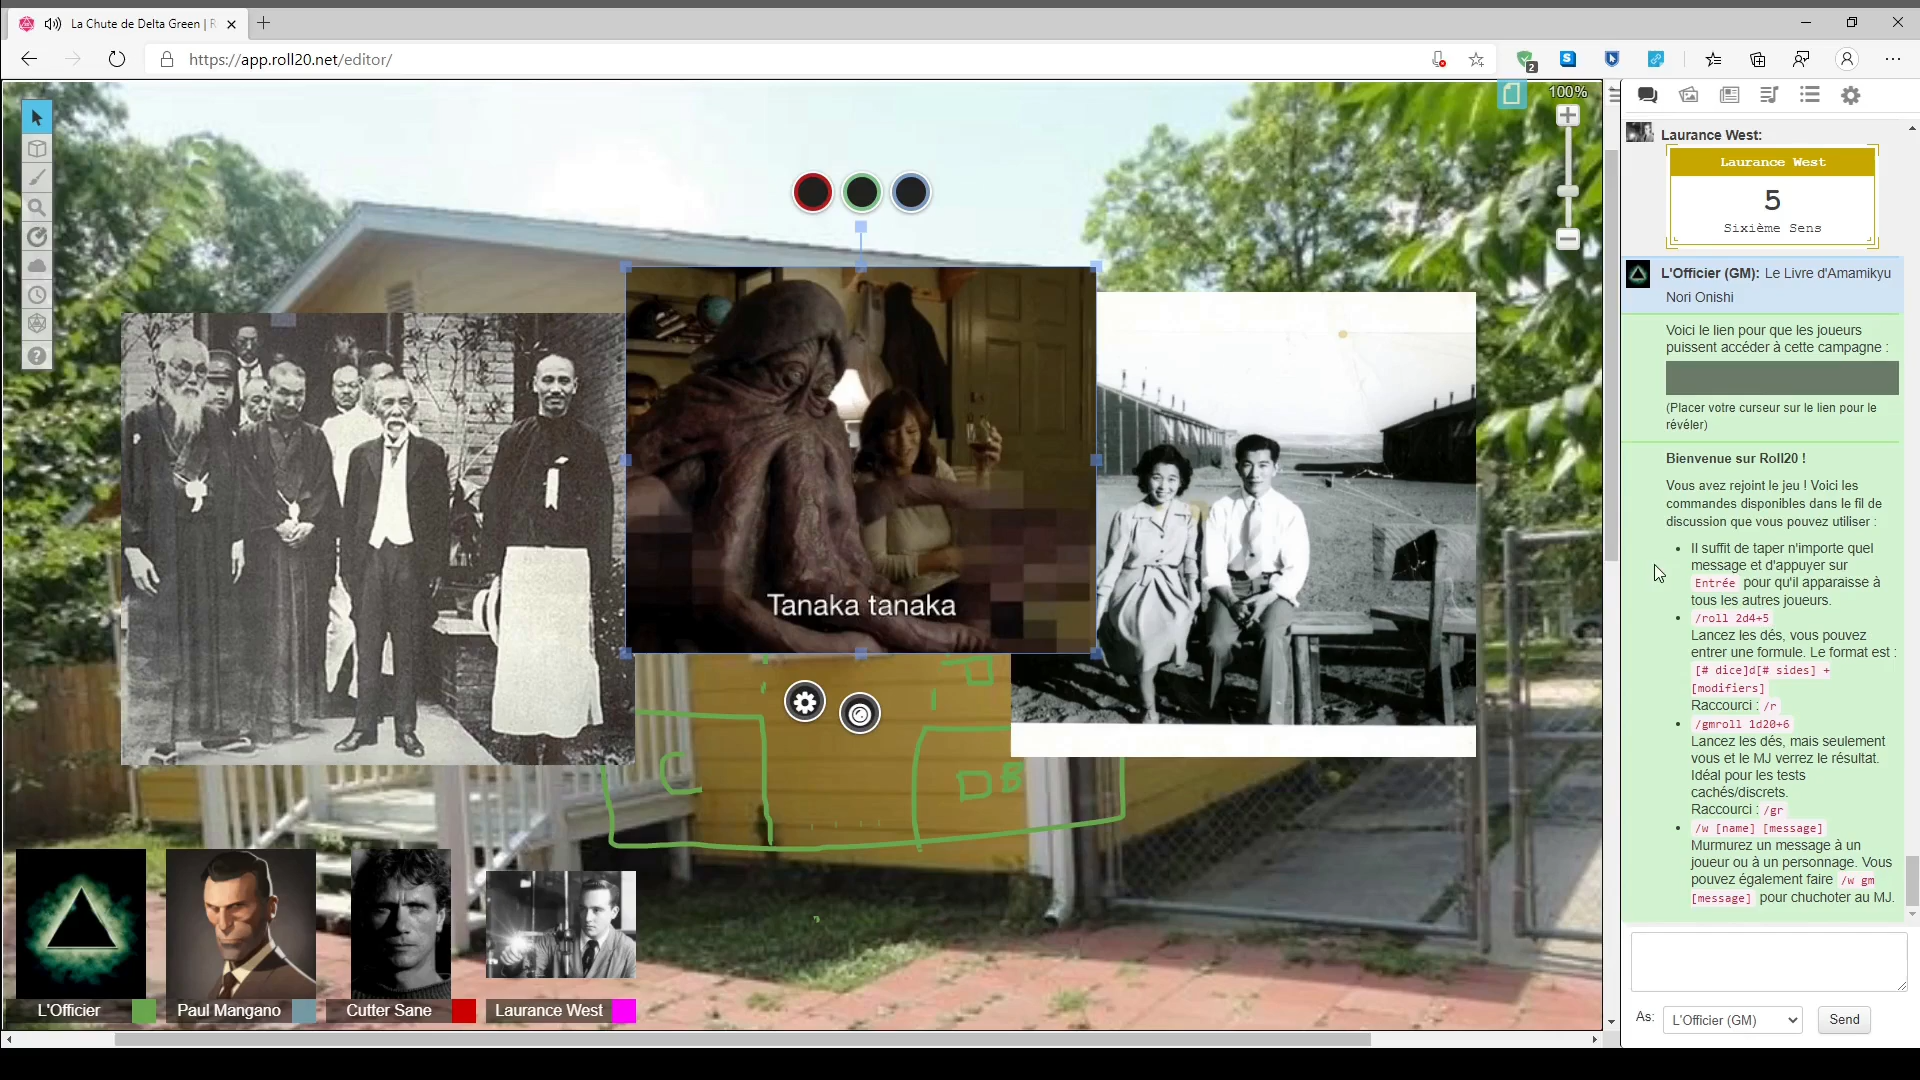 La Chute de Delta Green | R
https://app.roll20.net/editor/
2
100%
Laurance West:
Laurance West
5
Sixième Sens
L'Officier (GM): Le Livre d'Amamikyu
Nori Onishi
Voici le lien pour que les joueurs
puissent accéder à cette campagne :
(Placer votre curseur sur le lien pour le
révéler)
Bienvenue sur Roll20 !
Vous avez rejoint le jeu ! Voici les
commandes disponibles dans le fil de
discussion que vous pouvez utiliser :
Il suffit de taper n'importe quel
message et d'appuyer sur
Entrée pour qu'il apparaisse à
tous les autres joueurs.
/roll 2d4+5
Lancez les dés, vous pouvez
entrer une formule. Le format est :
[# dice]d[# sides] +
[modifiers]
Raccourci : /r
/gmroll 1d20+6
Lancez les dés, mais seulement
vous et le MJ verrez le résultat.
Idéal pour les tests
cachés/discrets.
Raccourci : /gr
/w [name] [message]
Murmurez un message à un
joueur ou à un personnage. Vous
pouvez également faire /w gm
[message] pour chuchoter au MJ.
As: L'Officier (GM) Send
Tanaka tanaka
C
D B
L'Officier
Paul Mangano
Cutter Sane
Laurance West